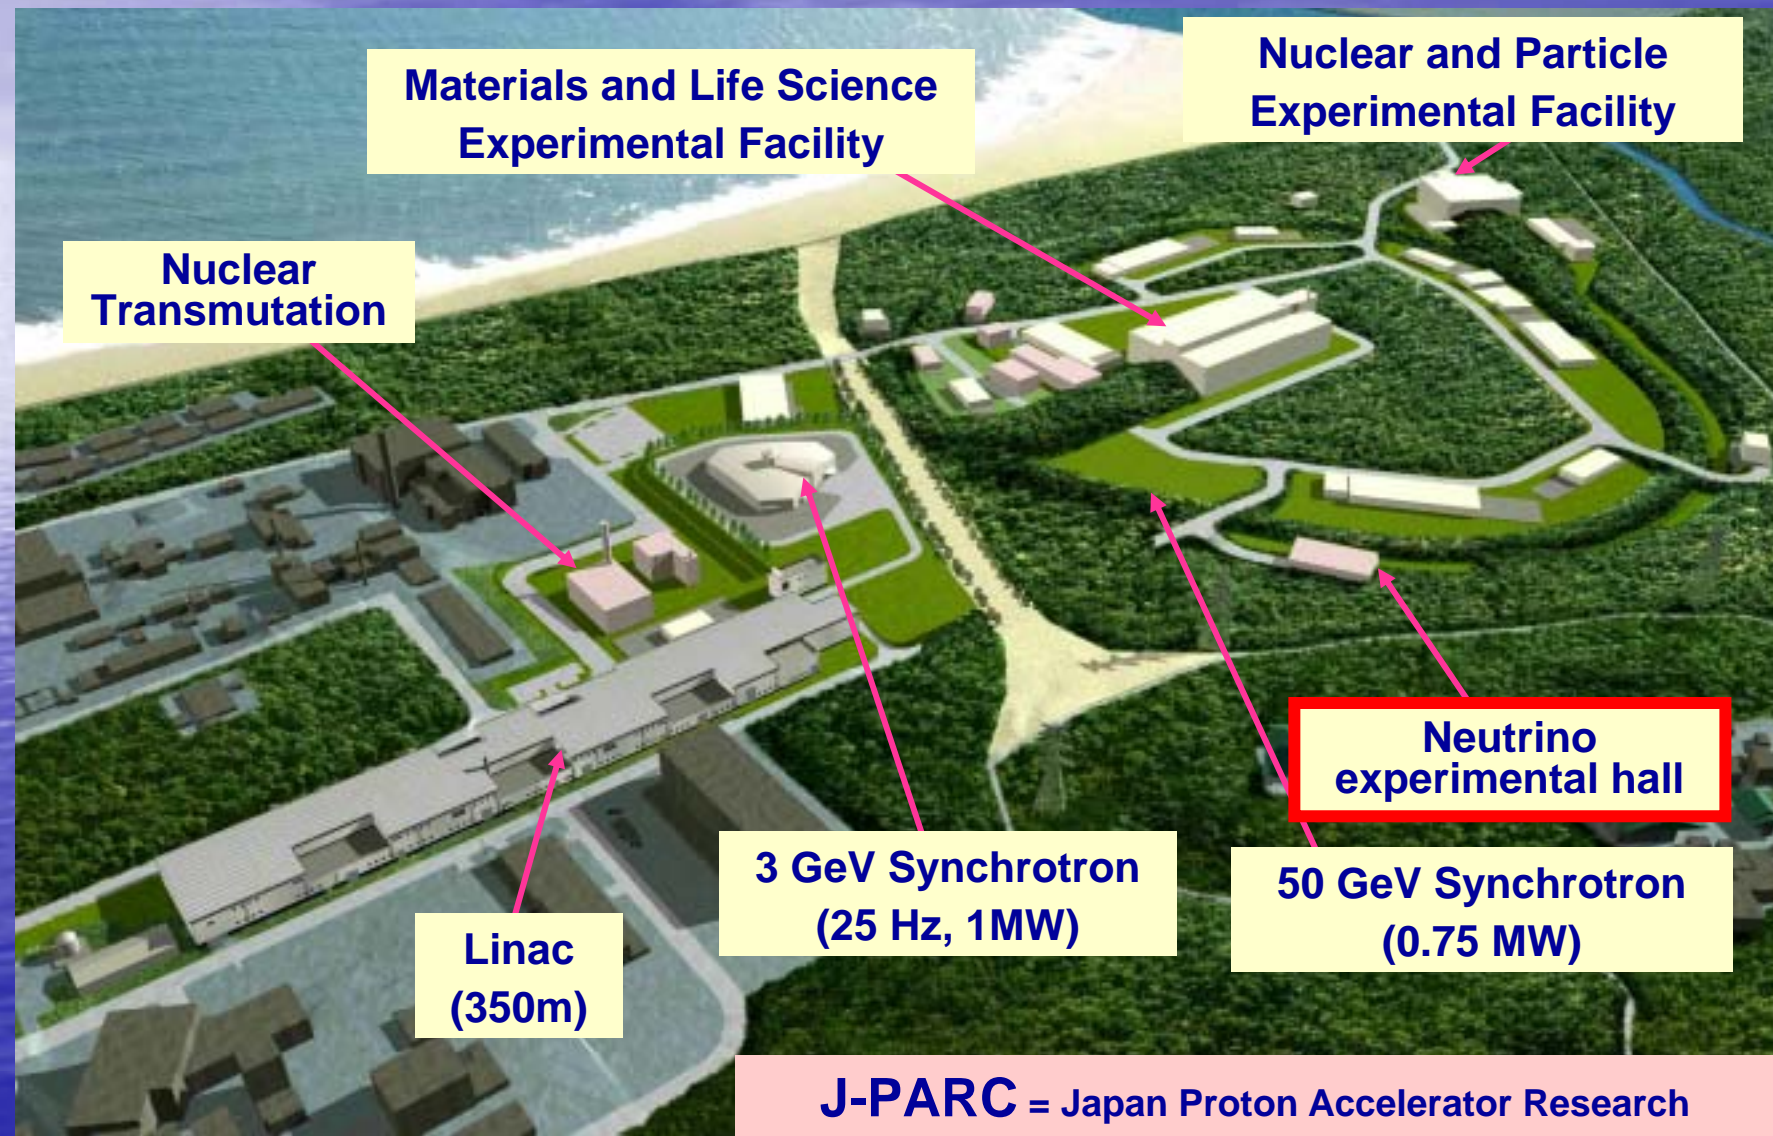 Materials and Life Science
Experimental Facility
Nuclear and Particle
Experimental Facility
Nuclear
Transmutation
Neutrino
experimental hall
3 GeV Synchrotron
(25 Hz, 1MW)
50 GeV Synchrotron
(0.75 MW)
Linac
(350m)
J-PARC = Japan Proton Accelerator Research